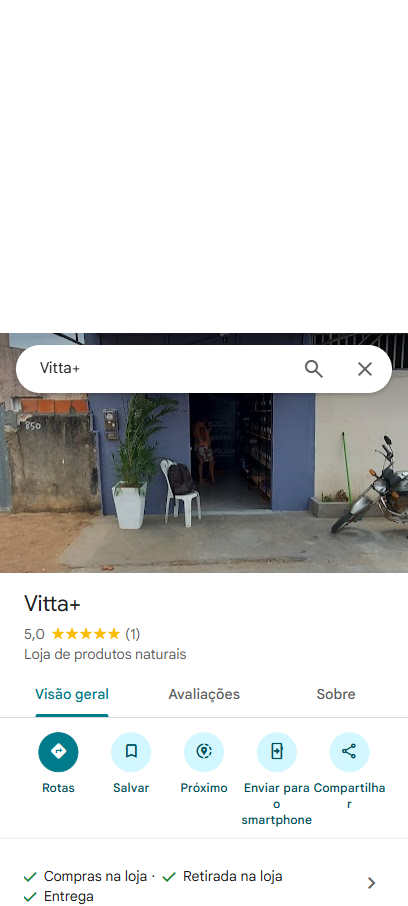 Vitta+
850
Vitta+
5,0 (1)
Loja de produtos naturais
Visão geral Avaliações Sobre
Rotas Salvar Próximo Enviar para o smartphone Compartilhar
Compras na loja · Retirada na loja
Entrega